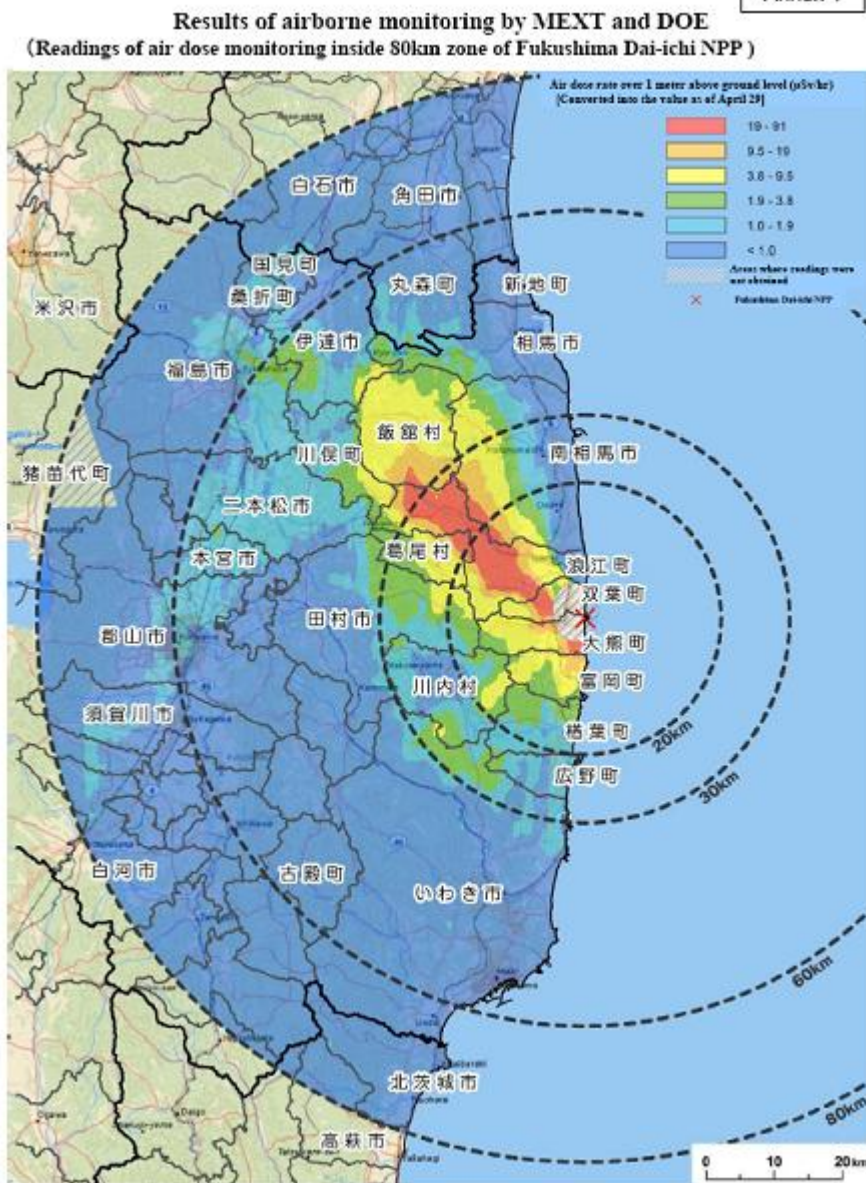 Results of airborne monitoring by MEXT and DOE
(Readings of air dose monitoring inside 80km zone of Fukushima Dai-ichi NPP )
Air dose rate over 1 meter above ground level (μSv/hr)
[Converted into the value as of April 29]
19 - 91
9.5 - 19
3.8 - 9.5
1.9 - 3.8
1.0 - 1.9
< 1.0
Areas where readings were
not obtained
Fukushima Dai-ichi NPP
白石市
角田市
国見町
丸森町
新地町
桑折町
米沢市
伊達市
相馬市
福島市
飯舘村
川俣町
南相馬市
猪苗代町
二本松市
本宮市
葛尾村
浪江町
双葉町
田村市
郡山市
大熊町
川内村
富岡町
須賀川市
楢葉町
20km
広野町
30km
白河市
古殿町
いわき市
60km
北茨城市
80km
高萩市
0 10 20km